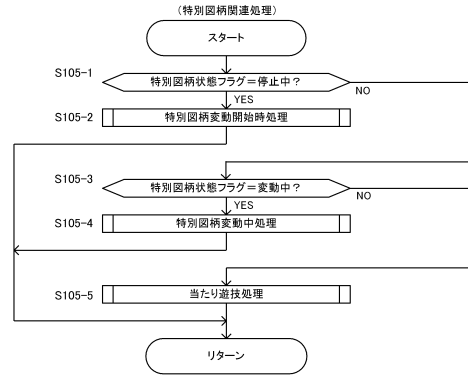 (特別図柄関連処理)
スタート
S105-1
特別図柄状態フラグ＝停止中？
NO
YES
S105-2
特別図柄変動開始時処理
S105-3
特別図柄状態フラグ＝変動中？
NO
YES
S105-4
特別図柄変動中処理
S105-5
当たり遊技処理
リターン